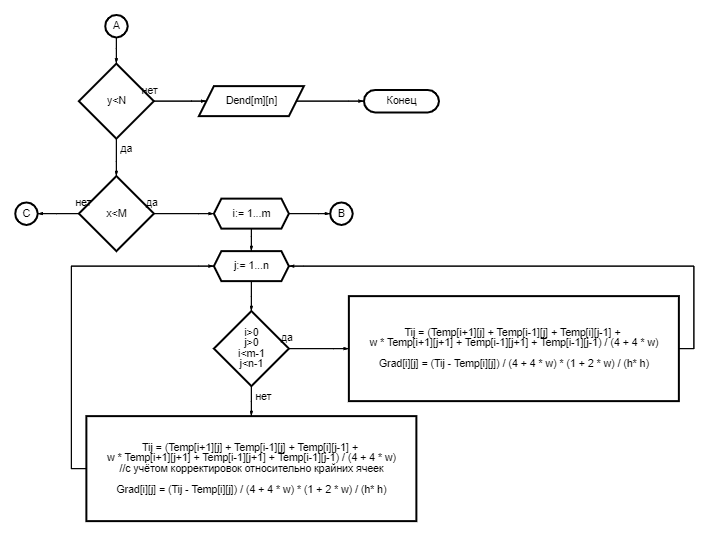 A
y<N
нет
Dend[m][n]
Конец
да
C
нет
x<M
да
i:= 1...m
B
j:= 1...n
i>0
j>0
i<m-1
j<n-1
да
Tij = (Temp[i+1][j] + Temp[i-1][j] + Temp[i][j-1] +
w * Temp[i+1][j+1] + Temp[i-1][j+1] + Temp[i-1][j-1) / (4 + 4 * w)
Grad[i][j] = (Tij - Temp[i][j]) / (4 + 4 * w) * (1 + 2 * w) / (h* h)
нет
Tij = (Temp[i+1][j] + Temp[i-1][j] + Temp[i][j-1] +
w * Temp[i+1][j+1] + Temp[i-1][j+1] + Temp[i-1][j-1) / (4 + 4 * w)
//с учётом корректировок относительно крайних ячеек
Grad[i][j] = (Tij - Temp[i][j]) / (4 + 4 * w) * (1 + 2 * w) / (h* h)